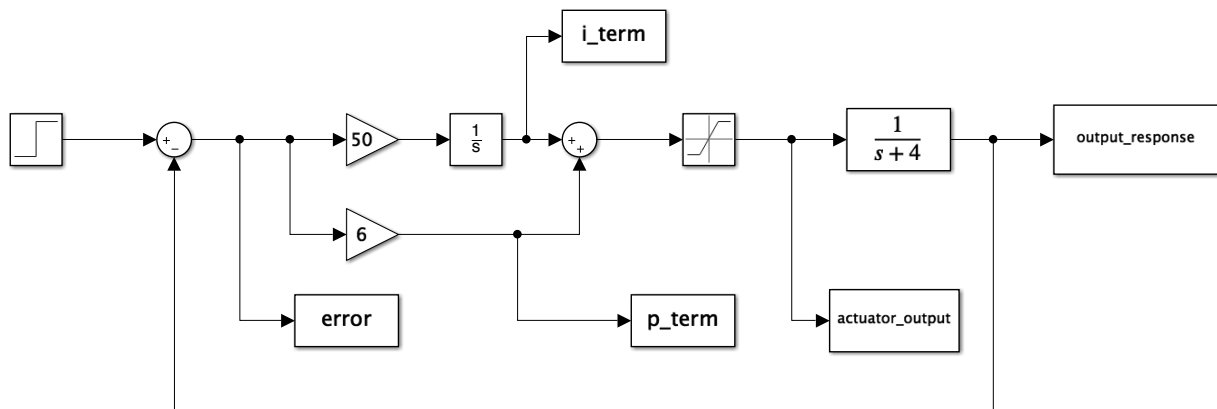 i_term
+
−
50
1
s
+
+
1
s + 4
output_response
6
error
p_term
actuator_output